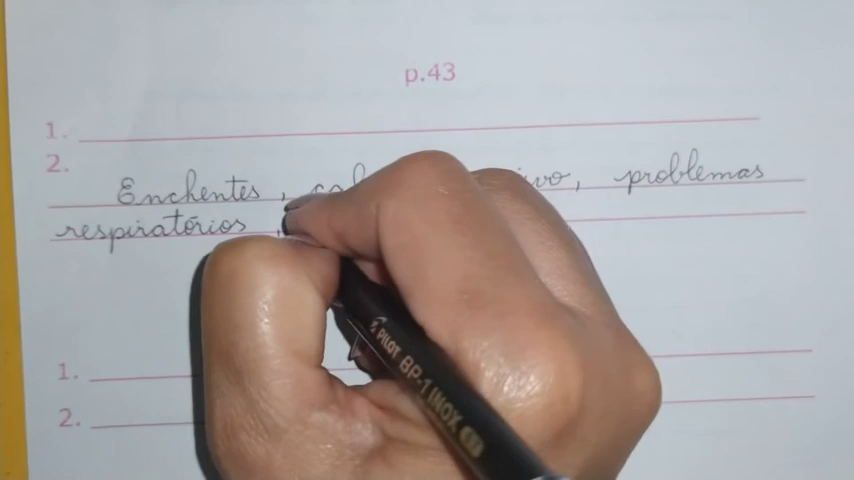 p.43
1.
2.
Enchentes, problemas
respiratórios,
1.
2.
PILOT BP-1 INOX